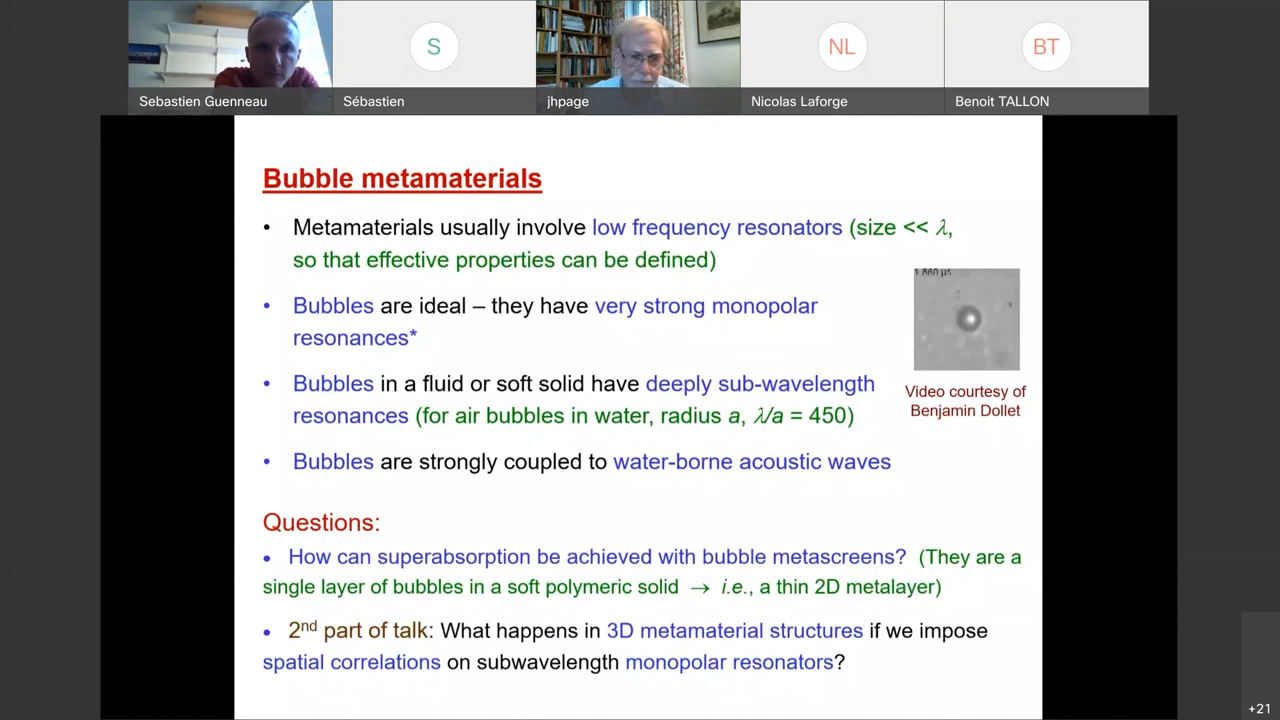 S
NL
BT
Sebastien Guenneau
Sébastien
jhpage
Nicolas Laforge
Benoit TALLON
Bubble metamaterials
• Metamaterials usually involve low frequency resonators (size << λ,
so that effective properties can be defined)
• Bubbles are ideal – they have very strong monopolar
resonances*
• Bubbles in a fluid or soft solid have deeply sub-wavelength
resonances (for air bubbles in water, radius a, λ/a = 450)
• Bubbles are strongly coupled to water-borne acoustic waves
Video courtesy of
Benjamin Dollet
Questions:
• How can superabsorption be achieved with bubble metascreens? (They are a
single layer of bubbles in a soft polymeric solid → i.e., a thin 2D metalayer)
• 2nd part of talk: What happens in 3D metamaterial structures if we impose
spatial correlations on subwavelength monopolar resonators?
+21